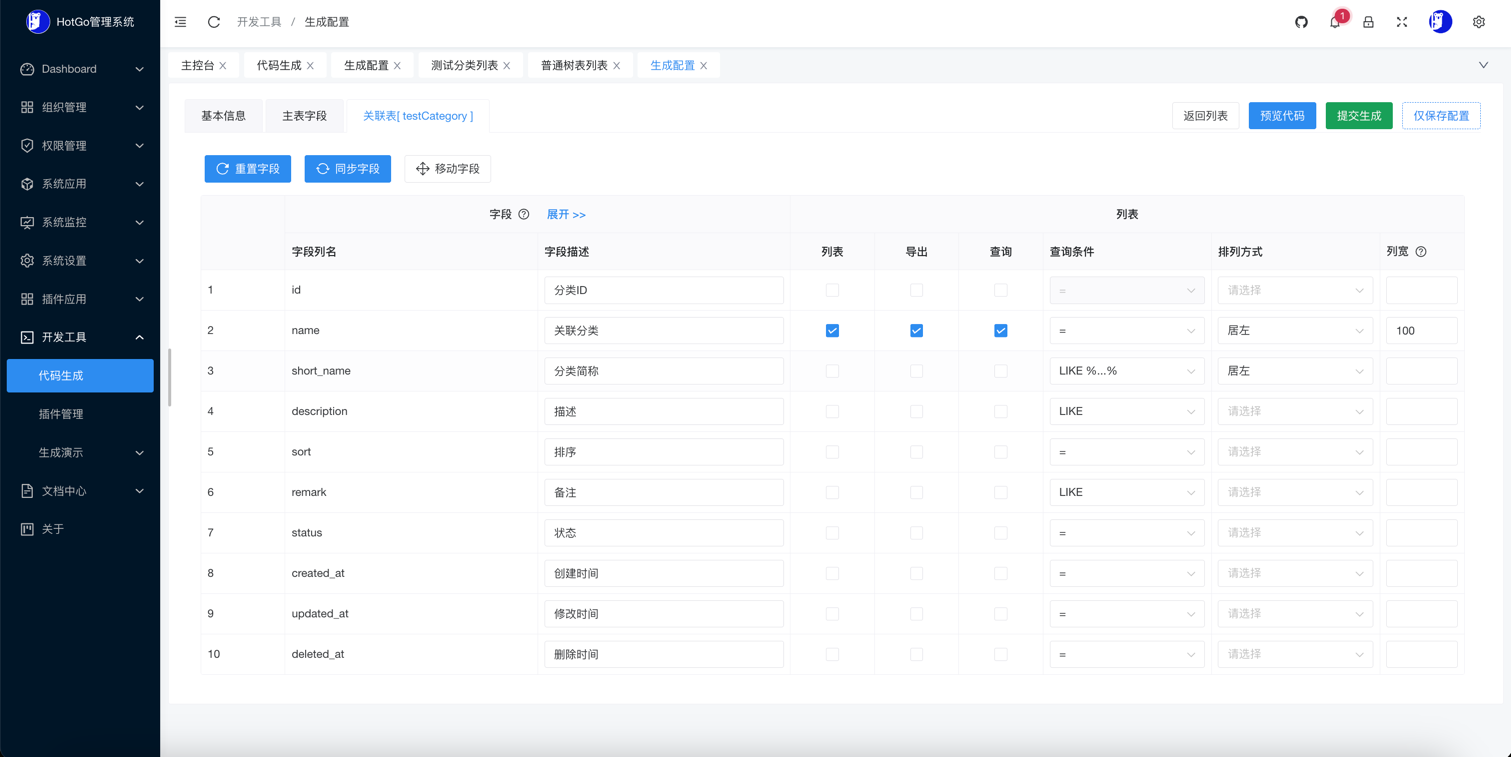 HotGo管理系统
开发工具 / 生成配置
1
Dashboard
组织管理
权限管理
系统应用
系统监控
系统设置
插件应用
开发工具
代码生成
插件管理
生成演示
文档中心
关于
主控台 代码生成 生成配置 测试分类列表 普通树表列表 生成配置
基本信息 主表字段 关联表[ testCategory ] 返回列表 预览代码 提交生成 仅保存配置
重置字段 同步字段 移动字段
字段 展开 >> 列表
字段列名 字段描述 列表 导出 查询 查询条件 排列方式 列宽
1 id 分类ID = 请选择
2 name 关联分类 = 居左 100
3 short_name 分类简称 LIKE %...% 居左
4 description 描述 LIKE 请选择
5 sort 排序 = 请选择
6 remark 备注 LIKE 请选择
7 status 状态 = 请选择
8 created_at 创建时间 = 请选择
9 updated_at 修改时间 = 请选择
10 deleted_at 删除时间 = 请选择